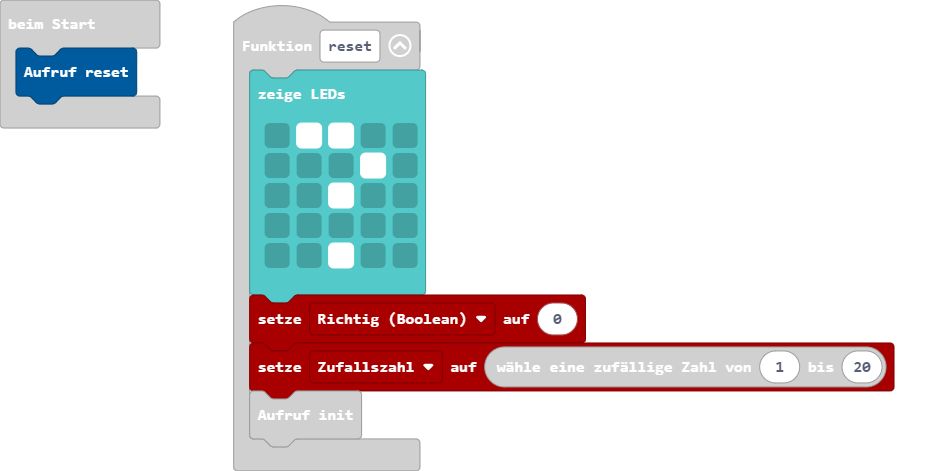 beim Start
Aufruf reset
Funktion reset
zeige LEDs
setze Richtig (Boolean) auf 0
setze Zufallszahl auf wähle eine zufällige Zahl von 1 bis 20
Aufruf init